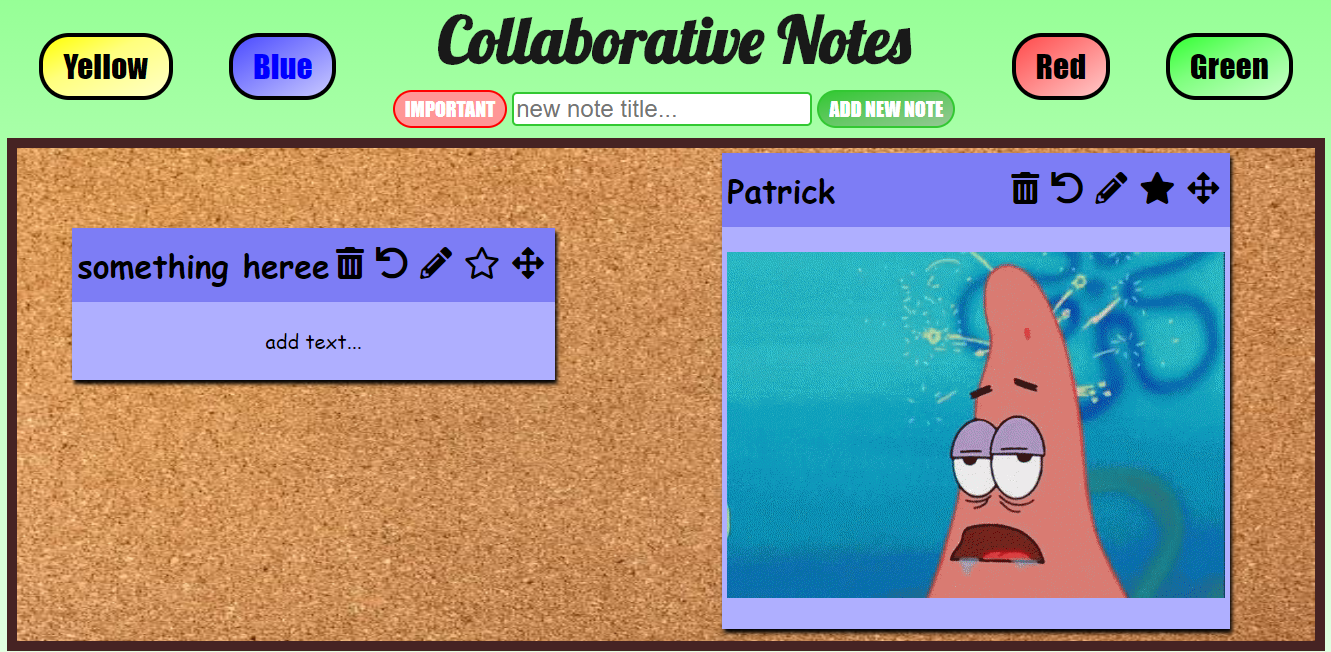 Collaborative Notes
Yellow
Blue
Red
Green
IMPORTANT
new note title...
ADD NEW NOTE
something heree
add text...
Patrick